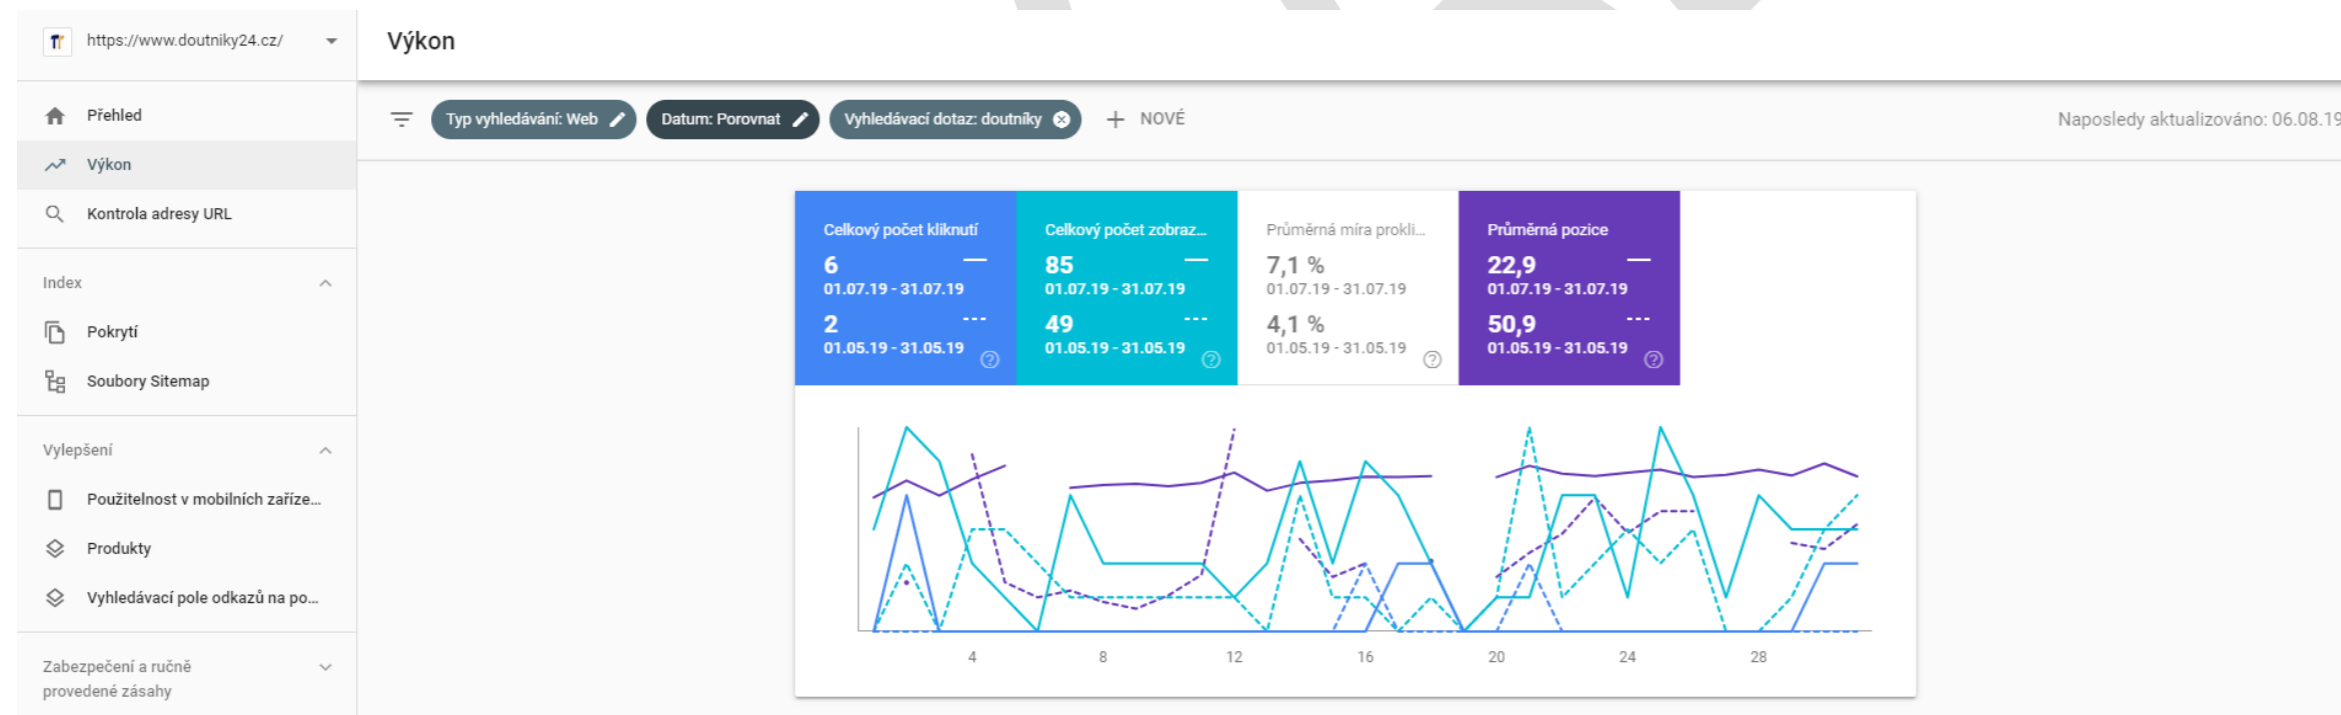 https://www.doutniky24.cz/
Výkon
Přehled
Výkon
Kontrola adresy URL
Index
Pokrytí
Soubory Sitemap
Vylepšení
Použitelnost v mobilních zaříze...
Produkty
Vyhledávací pole odkazů na po...
Zabezpečení a ručně
provedené zásahy
Typ vyhledávání: Web
Datum: Porovnat
Vyhledávací dotaz: doutníky
NOVÉ
Naposledy aktualizováno: 06.08.19
Celkový počet kliknutí
6
01.07.19 - 31.07.19
2
01.05.19 - 31.05.19
Celkový počet zobraz...
85
01.07.19 - 31.07.19
49
01.05.19 - 31.05.19
Průměrná míra prokli...
7,1 %
01.07.19 - 31.07.19
4,1 %
01.05.19 - 31.05.19
Průměrná pozice
22,9
01.07.19 - 31.07.19
50,9
01.05.19 - 31.05.19
4 8 12 16 20 24 28